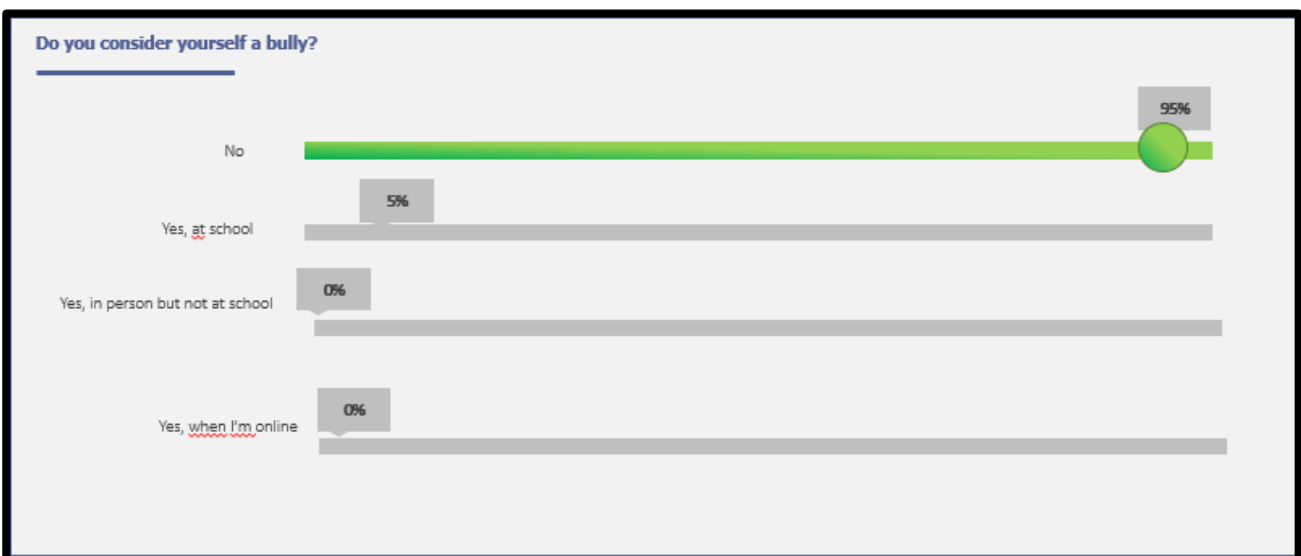 Do you consider yourself a bully?
95%
No
5%
Yes, at school
0%
Yes, in person but not at school
0%
Yes, when I'm online